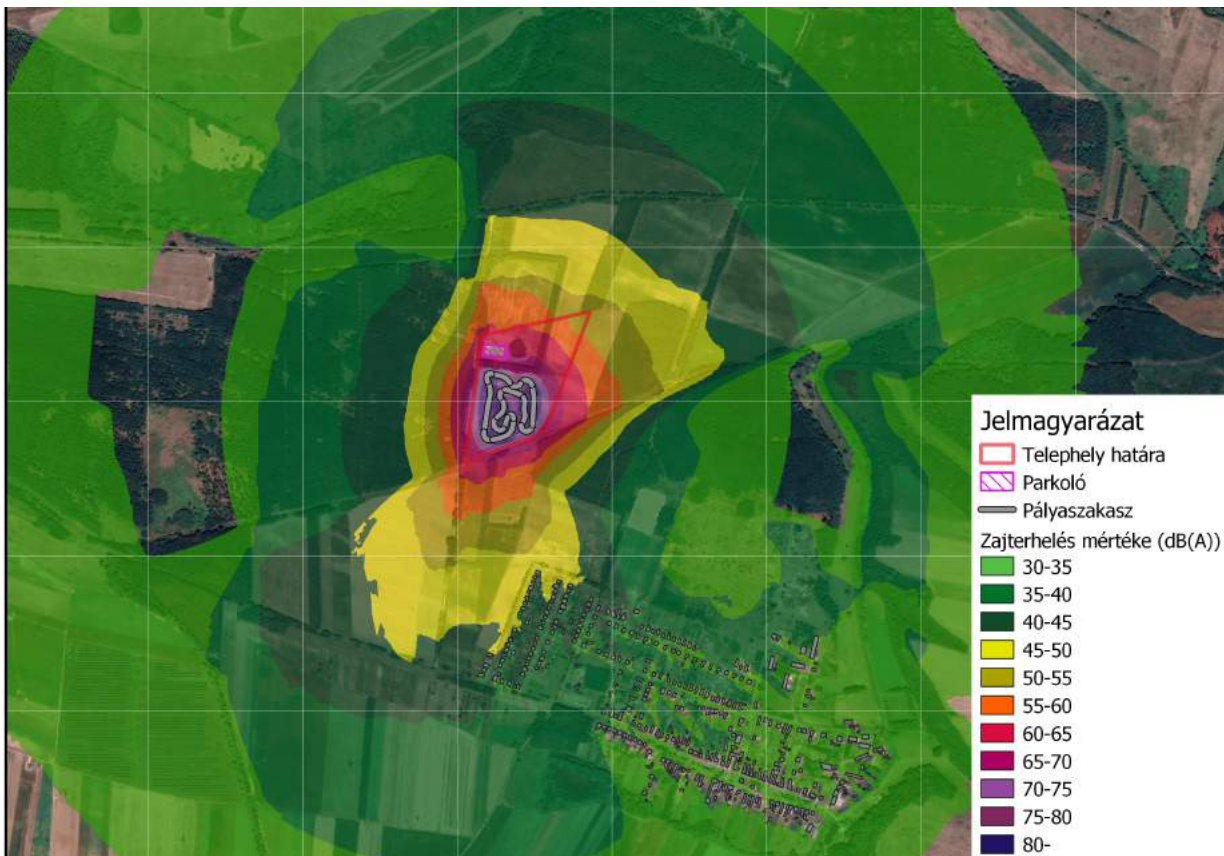 Jelmagyarázat
Telephely határa
Parkoló
Pályaszakasz
Zajterhelés mértéke (dB(A))
30-35
35-40
40-45
45-50
50-55
55-60
60-65
65-70
70-75
75-80
80-